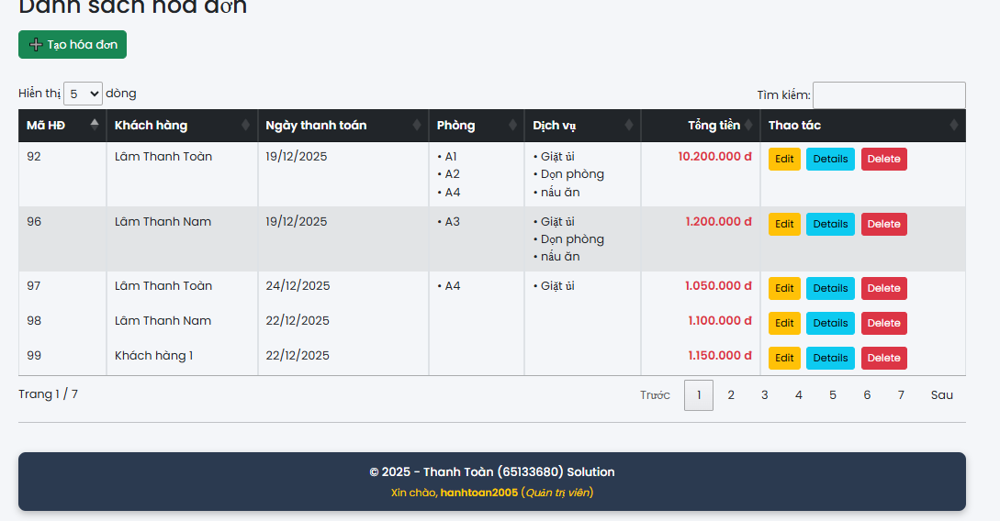 Danh sách hóa đơn
Tạo hóa đơn
Hiển thị 5 dòng
Tìm kiếm:
Mã HĐ Khách hàng Ngày thanh toán Phòng Dịch vụ Tổng tiền Thao tác
92 Lâm Thanh Toàn 19/12/2025 • A1 • Giặt ủi 10.200.000 đ Edit Details Delete
• A2 • Dọn phòng
• A4 • nấu ăn
96 Lâm Thanh Nam 19/12/2025 • A3 • Giặt ủi 1.200.000 đ Edit Details Delete
• Dọn phòng
• nấu ăn
97 Lâm Thanh Toàn 24/12/2025 • A4 • Giặt ủi 1.050.000 đ Edit Details Delete
98 Lâm Thanh Nam 22/12/2025 1.100.000 đ Edit Details Delete
99 Khách hàng 1 22/12/2025 1.150.000 đ Edit Details Delete
Trang 1 / 7
Trước 1 2 3 4 5 6 7 Sau
© 2025 - Thanh Toàn (65133680) Solution
Xin chào, hanhtoan2005 (Quản trị viên)